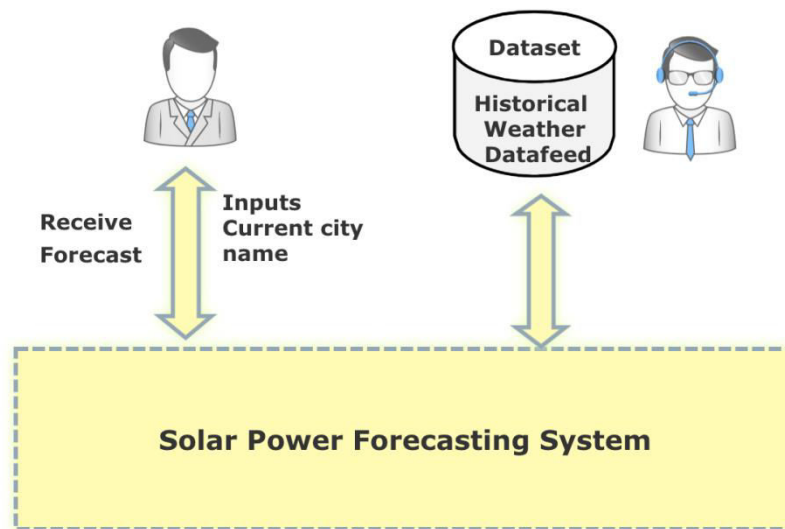 Dataset
Historical
Weather
Datafeed
Receive
Forecast
Inputs
Current city
name
Solar Power Forecasting System